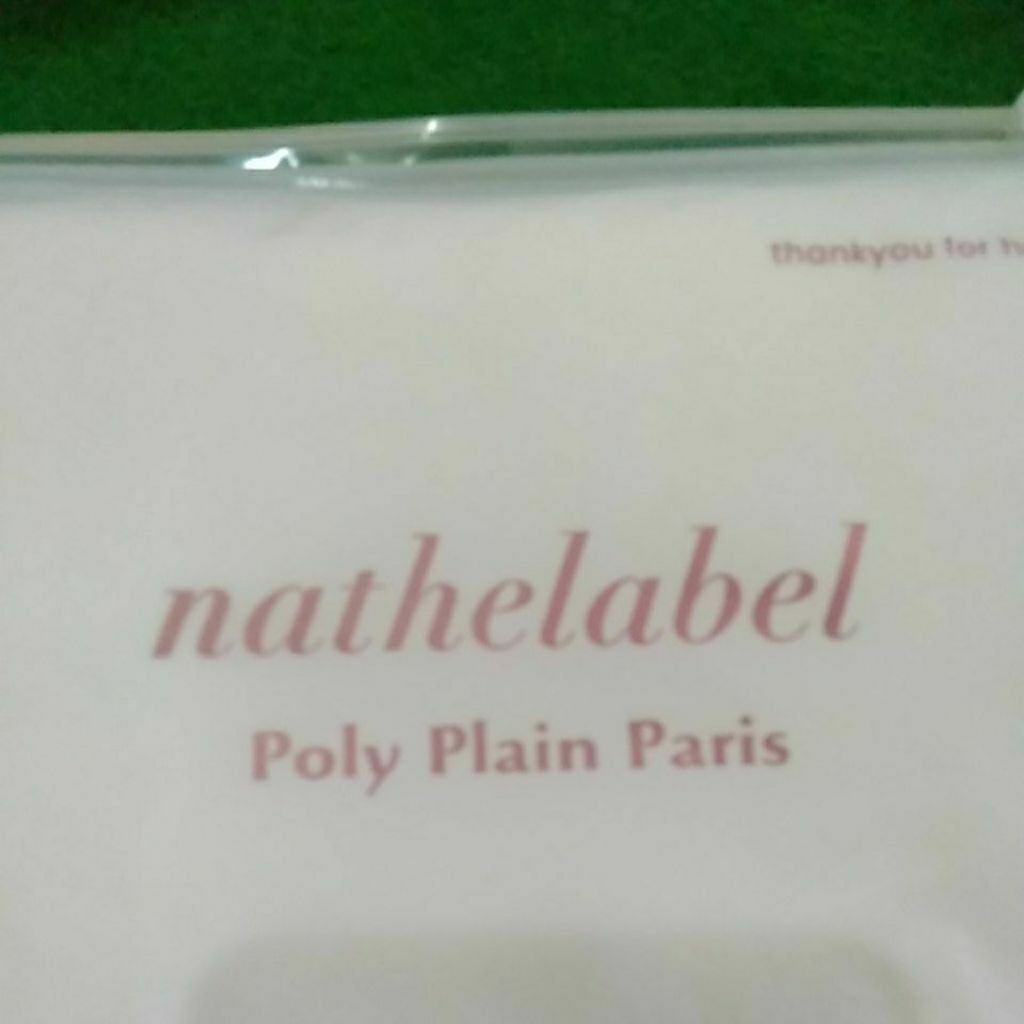 thankyou for
nathelabel
Poly Plain Paris